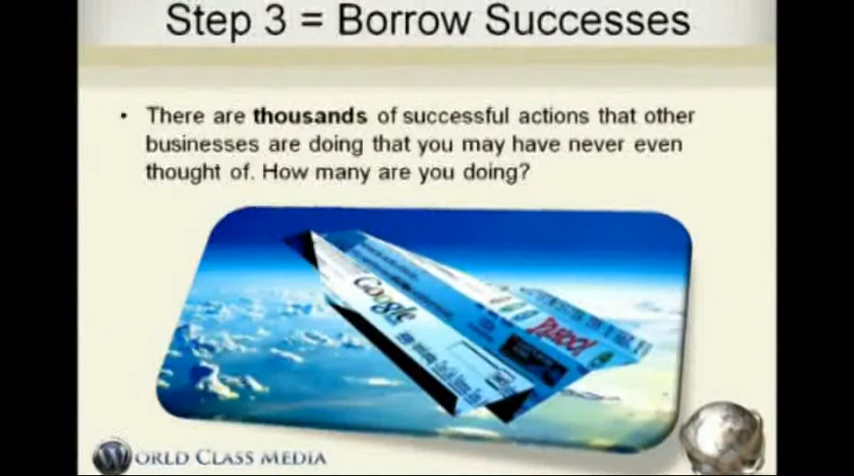 Step 3 = Borrow Successes
• There are thousands of successful actions that other
businesses are doing that you may have never even
thought of. How many are you doing?
Google
YAHOO!
WORLD CLASS MEDIA